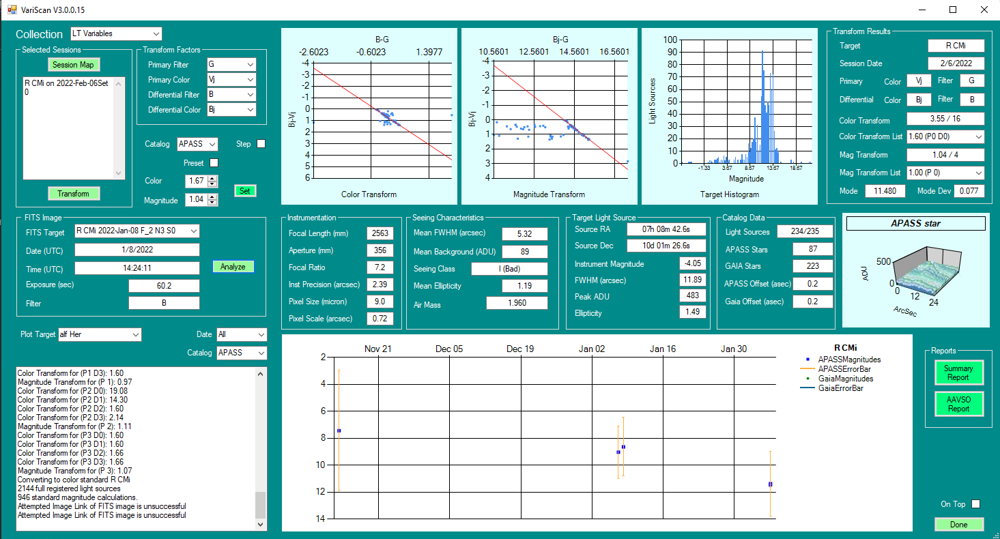 VariScan V3.0.0.15
Collection LT Variables
Selected Sessions
Session Map
R CMi on 2022-Feb-06Set
0
Transform
Transform Factors
Primary Filter G
Primary Color Vj
Differential Filter B
Differential Color Bj
Catalog APASS Step
Preset
Color 1.67
Magnitude 1.04
Set
B-G
-2.6023 -0.6023 1.3977
-4
-3
-2
-1
0
1
2
3
4
5
6
Bj-Vj
Color Transform
Bj-G
10.5601 12.5601 14.5601 16.5601
-4
-3
-2
-1
0
1
2
3
4
Bj-Vj
Magnitude Transform
100
90
80
70
60
50
40
30
20
10
0
Light Sources
-1.33 3.67 8.67 13.67 18.67
Magnitude
Target Histogram
Transform Results
Target R CMi
Session Date 2/6/2022
Primary Color Vj Filter G
Differential Color Bj Filter B
Color Transform 3.55 / 16
Color Transform List 1.60 (P0 D0)
Mag Transform 1.04 / 4
Mag Transform List 1.00 (P 0)
Mode 11.480 Mode Dev 0.077
FITS Image
FITS Target R CMi 2022-Jan-08 F_2 N3 S0
Date (UTC) 1/8/2022
Time (UTC) 14:24:11
Analyze
Exposure (sec) 60.2
Filter B
Instrumentation
Focal Length (mm) 2563
Aperture (mm) 356
Focal Ratio 7.2
Inst Precision (arcsec) 2.39
Pixel Size (micron) 9.0
Pixel Scale (arcsec) 0.72
Seeing Characteristics
Mean FWHM (arcsec) 5.32
Mean Background (ADU) 89
Seeing Class I (Bad)
Mean Ellipticity 1.19
Air Mass 1.960
Target Light Source
Source RA 07h 08m 42.6s
Source Dec 10d 01m 26.6s
Instrument Magnitude -4.05
FWHM (arcsec) 11.89
Peak ADU 483
Ellipticity 1.49
Catalog Data
Light Sources 234/235
APASS Stars 87
GAIA Stars 223
APASS Offset (asec) 0.2
Gaia Offset (asec) 0.2
APASS star
500
0
ADU
0 12 24
ArcSec
Plot Target alf Her Date All
Catalog APASS
Color Transform for (P1 D3): 1.60
Magnitude Transform for (P 1): 0.97
Color Transform for (P2 D0): 19.08
Color Transform for (P2 D1): 14.30
Color Transform for (P2 D2): 1.60
Color Transform for (P2 D3): 2.14
Magnitude Transform for (P 2): 1.11
Color Transform for (P3 D0): 1.60
Color Transform for (P3 D1): 1.60
Color Transform for (P3 D2): 1.66
Color Transform for (P3 D3): 1.66
Magnitude Transform for (P 3): 1.07
Converting to color standard R CMi
2144 full registered light sources
946 standard magnitude calculations.
Attempted Image Link of FITS image is unsuccessful
Attempted Image Link of FITS image is unsuccessful
Nov 21 Dec 05 Dec 19 Jan 02 Jan 16 Jan 30
2
4
6
8
10
12
14
R CMi
APASSMagnitudes
APASSErrorBar
GaiaMagnitudes
GaiaErrorBar
Reports
Summary
Report
AAVSO
Report
On Top
Done